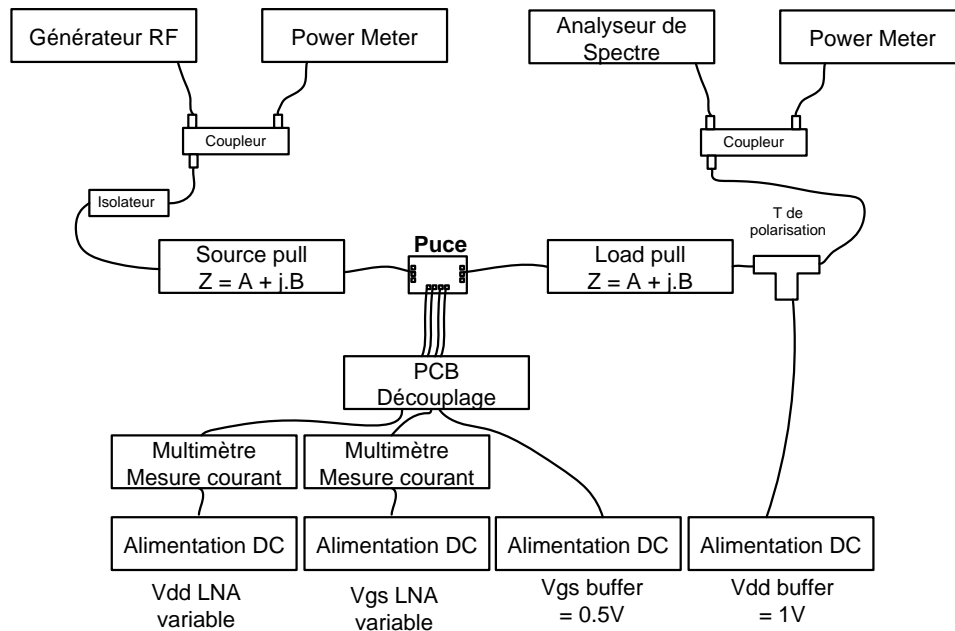 Générateur RF
Power Meter
Analyseur de
Spectre
Power Meter
Coupleur
Coupleur
Isolateur
T de
polarisation
Puce
Source pull
Z = A + j.B
Load pull
Z = A + j.B
PCB
Découplage
Multimètre
Mesure courant
Multimètre
Mesure courant
Alimentation DC
Alimentation DC
Alimentation DC
Alimentation DC
Vdd LNA
variable
Vgs LNA
variable
Vgs buffer
= 0.5V
Vdd buffer
= 1V